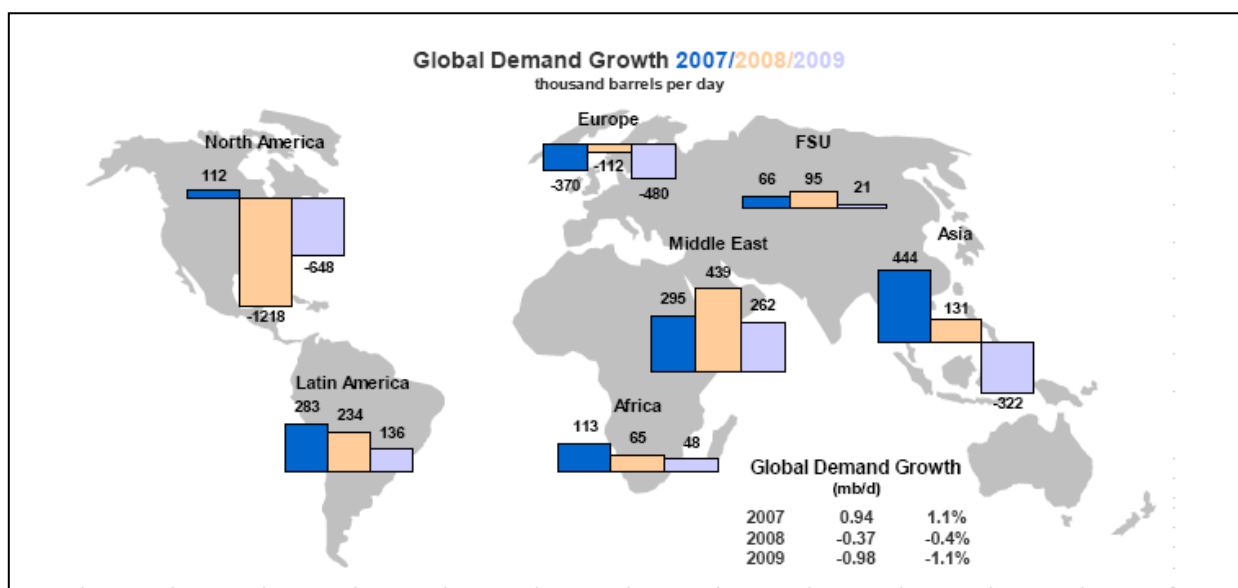 Global Demand Growth 2007/2008/2009
thousand barrels per day
North America
112
-1218
-648
Europe
-370
-112
-480
FSU
66 95 21
Middle East
295
439
262
Asia
444
131
-322
Latin America
283
234
136
Africa
113
65
48
Global Demand Growth
(mb/d)
2007 0.94 1.1%
2008 -0.37 -0.4%
2009 -0.98 -1.1%